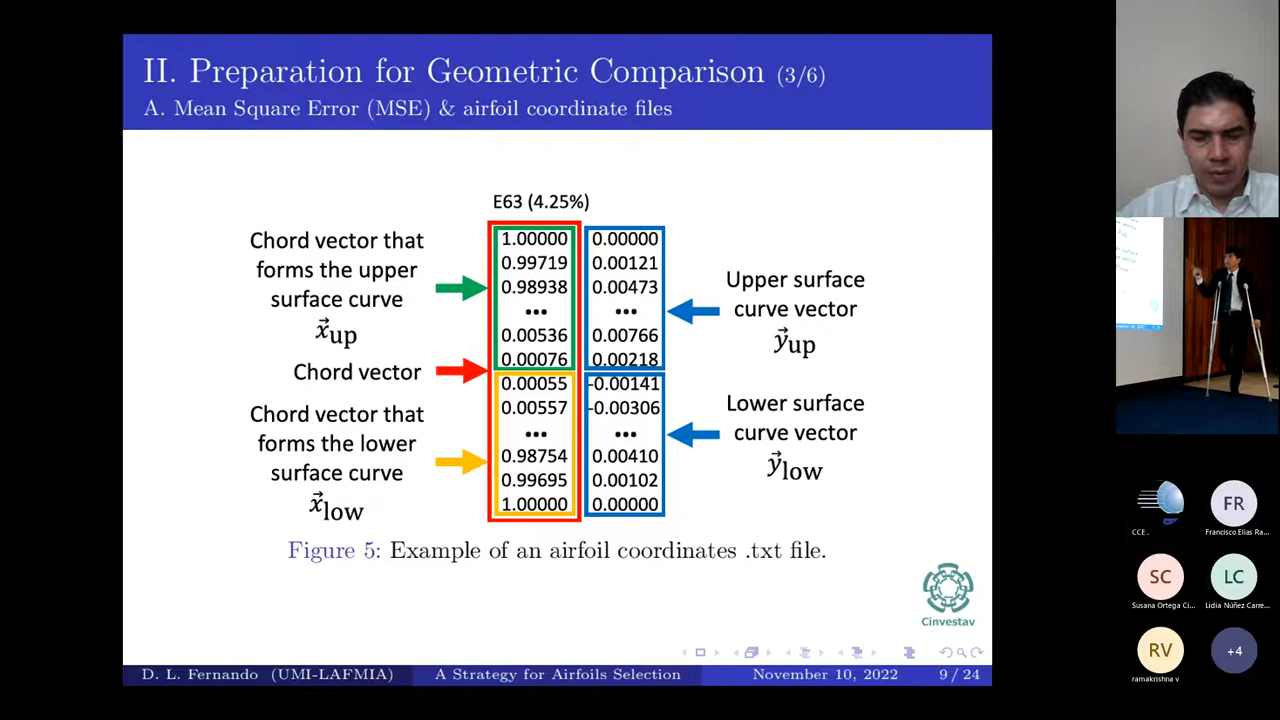 II. Preparation for Geometric Comparison (3/6)
A. Mean Square Error (MSE) & airfoil coordinate files
E63 (4.25%)
Chord vector that
forms the upper
surface curve
x⃗up
Chord vector
Chord vector that
forms the lower
surface curve
x⃗low
1.00000 0.00000
0.99719 0.00121
0.98938 0.00473
... ...
0.00536 0.00766
0.00076 0.00218
0.00055 -0.00141
0.00557 -0.00306
... ...
0.98754 0.00410
0.99695 0.00102
1.00000 0.00000
Upper surface
curve vector
y⃗up
Lower surface
curve vector
y⃗low
Figure 5: Example of an airfoil coordinates .txt file.
Cinvestav
D. L. Fernando (UMI-LAFMIA) A Strategy for Airfoils Selection November 10, 2022 9 / 24
FR
CCE . Francisco Elias Ra...
SC LC
Susana Ortega Ci... Lidia Núñez Carre...
RV +4
ramakrishna v